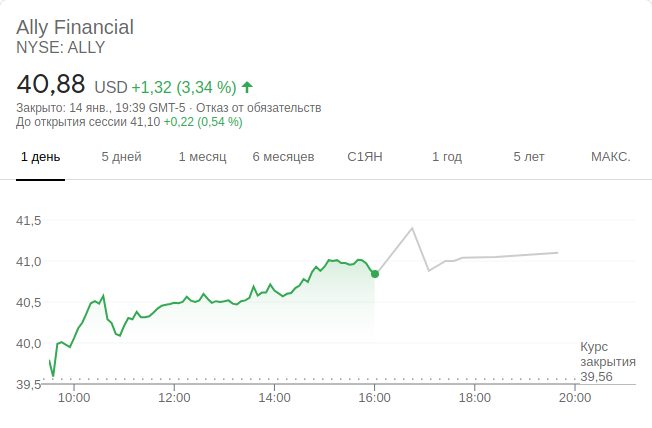 Ally Financial
NYSE: ALLY
40,88 USD +1,32 (3,34 %)
Закрыто: 14 янв., 19:39 GMT-5 · Отказ от обязательств
До открытия сессии 41,10 +0,22 (0,54 %)
1 день 5 дней 1 месяц 6 месяцев С1ЯН 1 год 5 лет МАКС.
41,5
41,0
40,5
40,0
39,5
Курс
закрытия
39,56
10:00 12:00 14:00 16:00 18:00 20:00